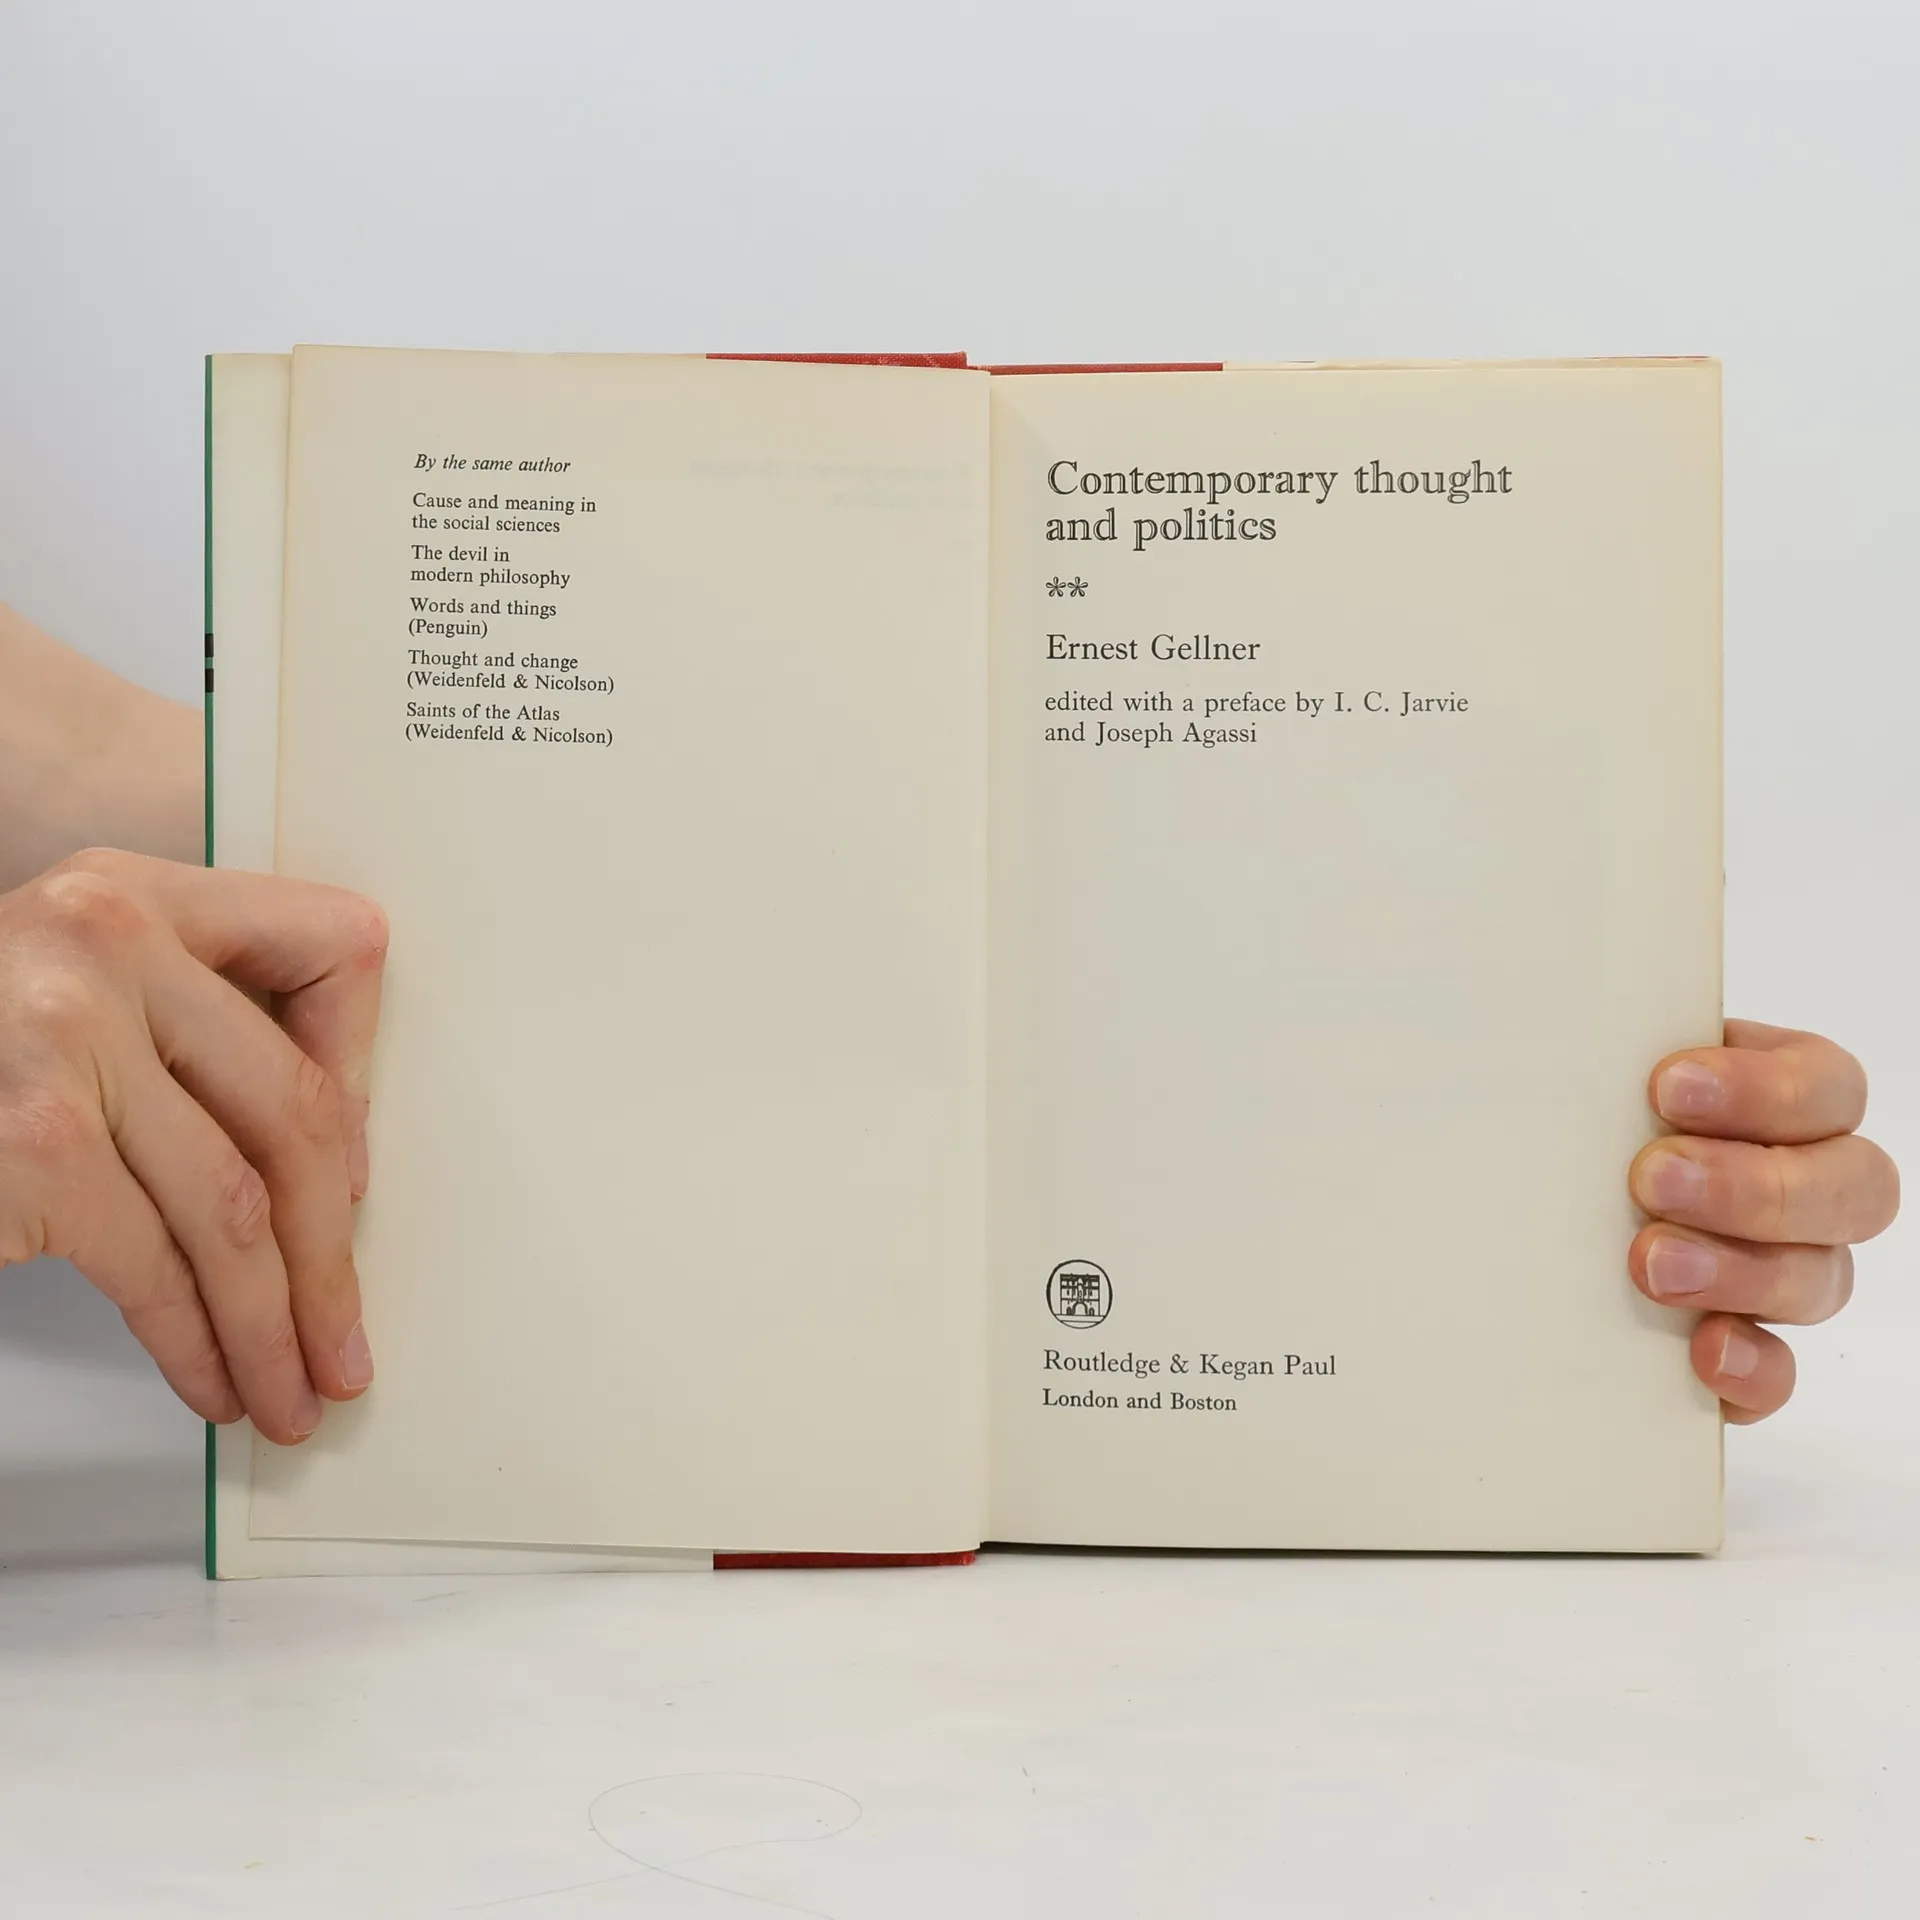 By the same author
Cause and meaning in
the social sciences
The devil in
modern philosophy
Words and things
(Penguin)
Thought and change
(Weidenfeld & Nicolson)
Saints of the Atlas
(Weidenfeld & Nicolson)
Contemporary thought
and politics
**
Ernest Gellner
edited with a preface by I. C. Jarvie
and Joseph Agassi
Routledge & Kegan Paul
London and Boston